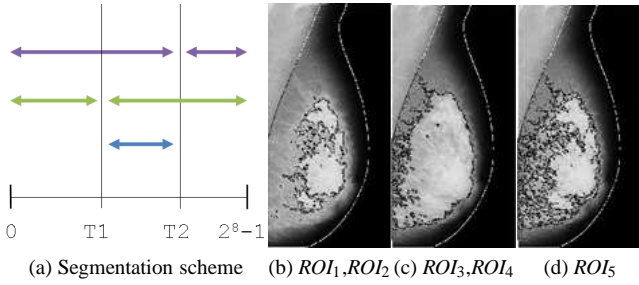 0 T1 T2 2⁸-1
(a) Segmentation scheme (b) ROI₁,ROI₂ (c) ROI₃,ROI₄ (d) ROI₅